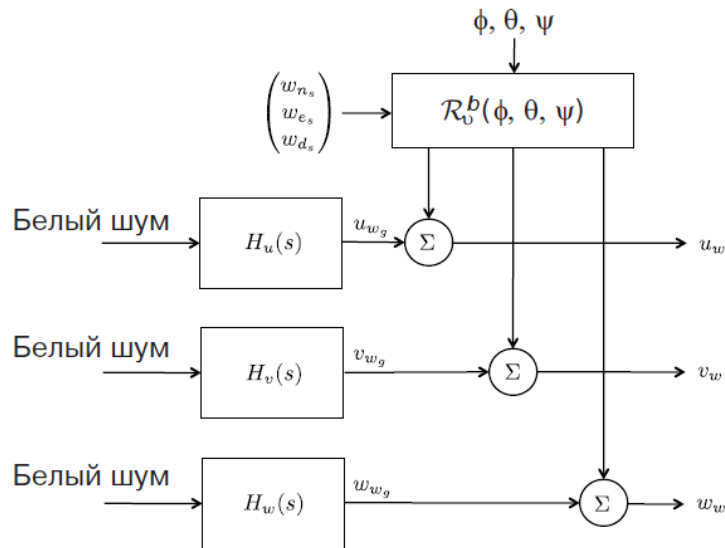 ϕ, θ, ψ
w_{n_s}
w_{e_s}
w_{d_s}
𝓡_υ^b(ϕ, θ, ψ)
Белый шум
H_u(s)
u_{w_g}
Σ
u_w
Белый шум
H_v(s)
v_{w_g}
Σ
v_w
Белый шум
H_w(s)
w_{w_g}
Σ
w_w